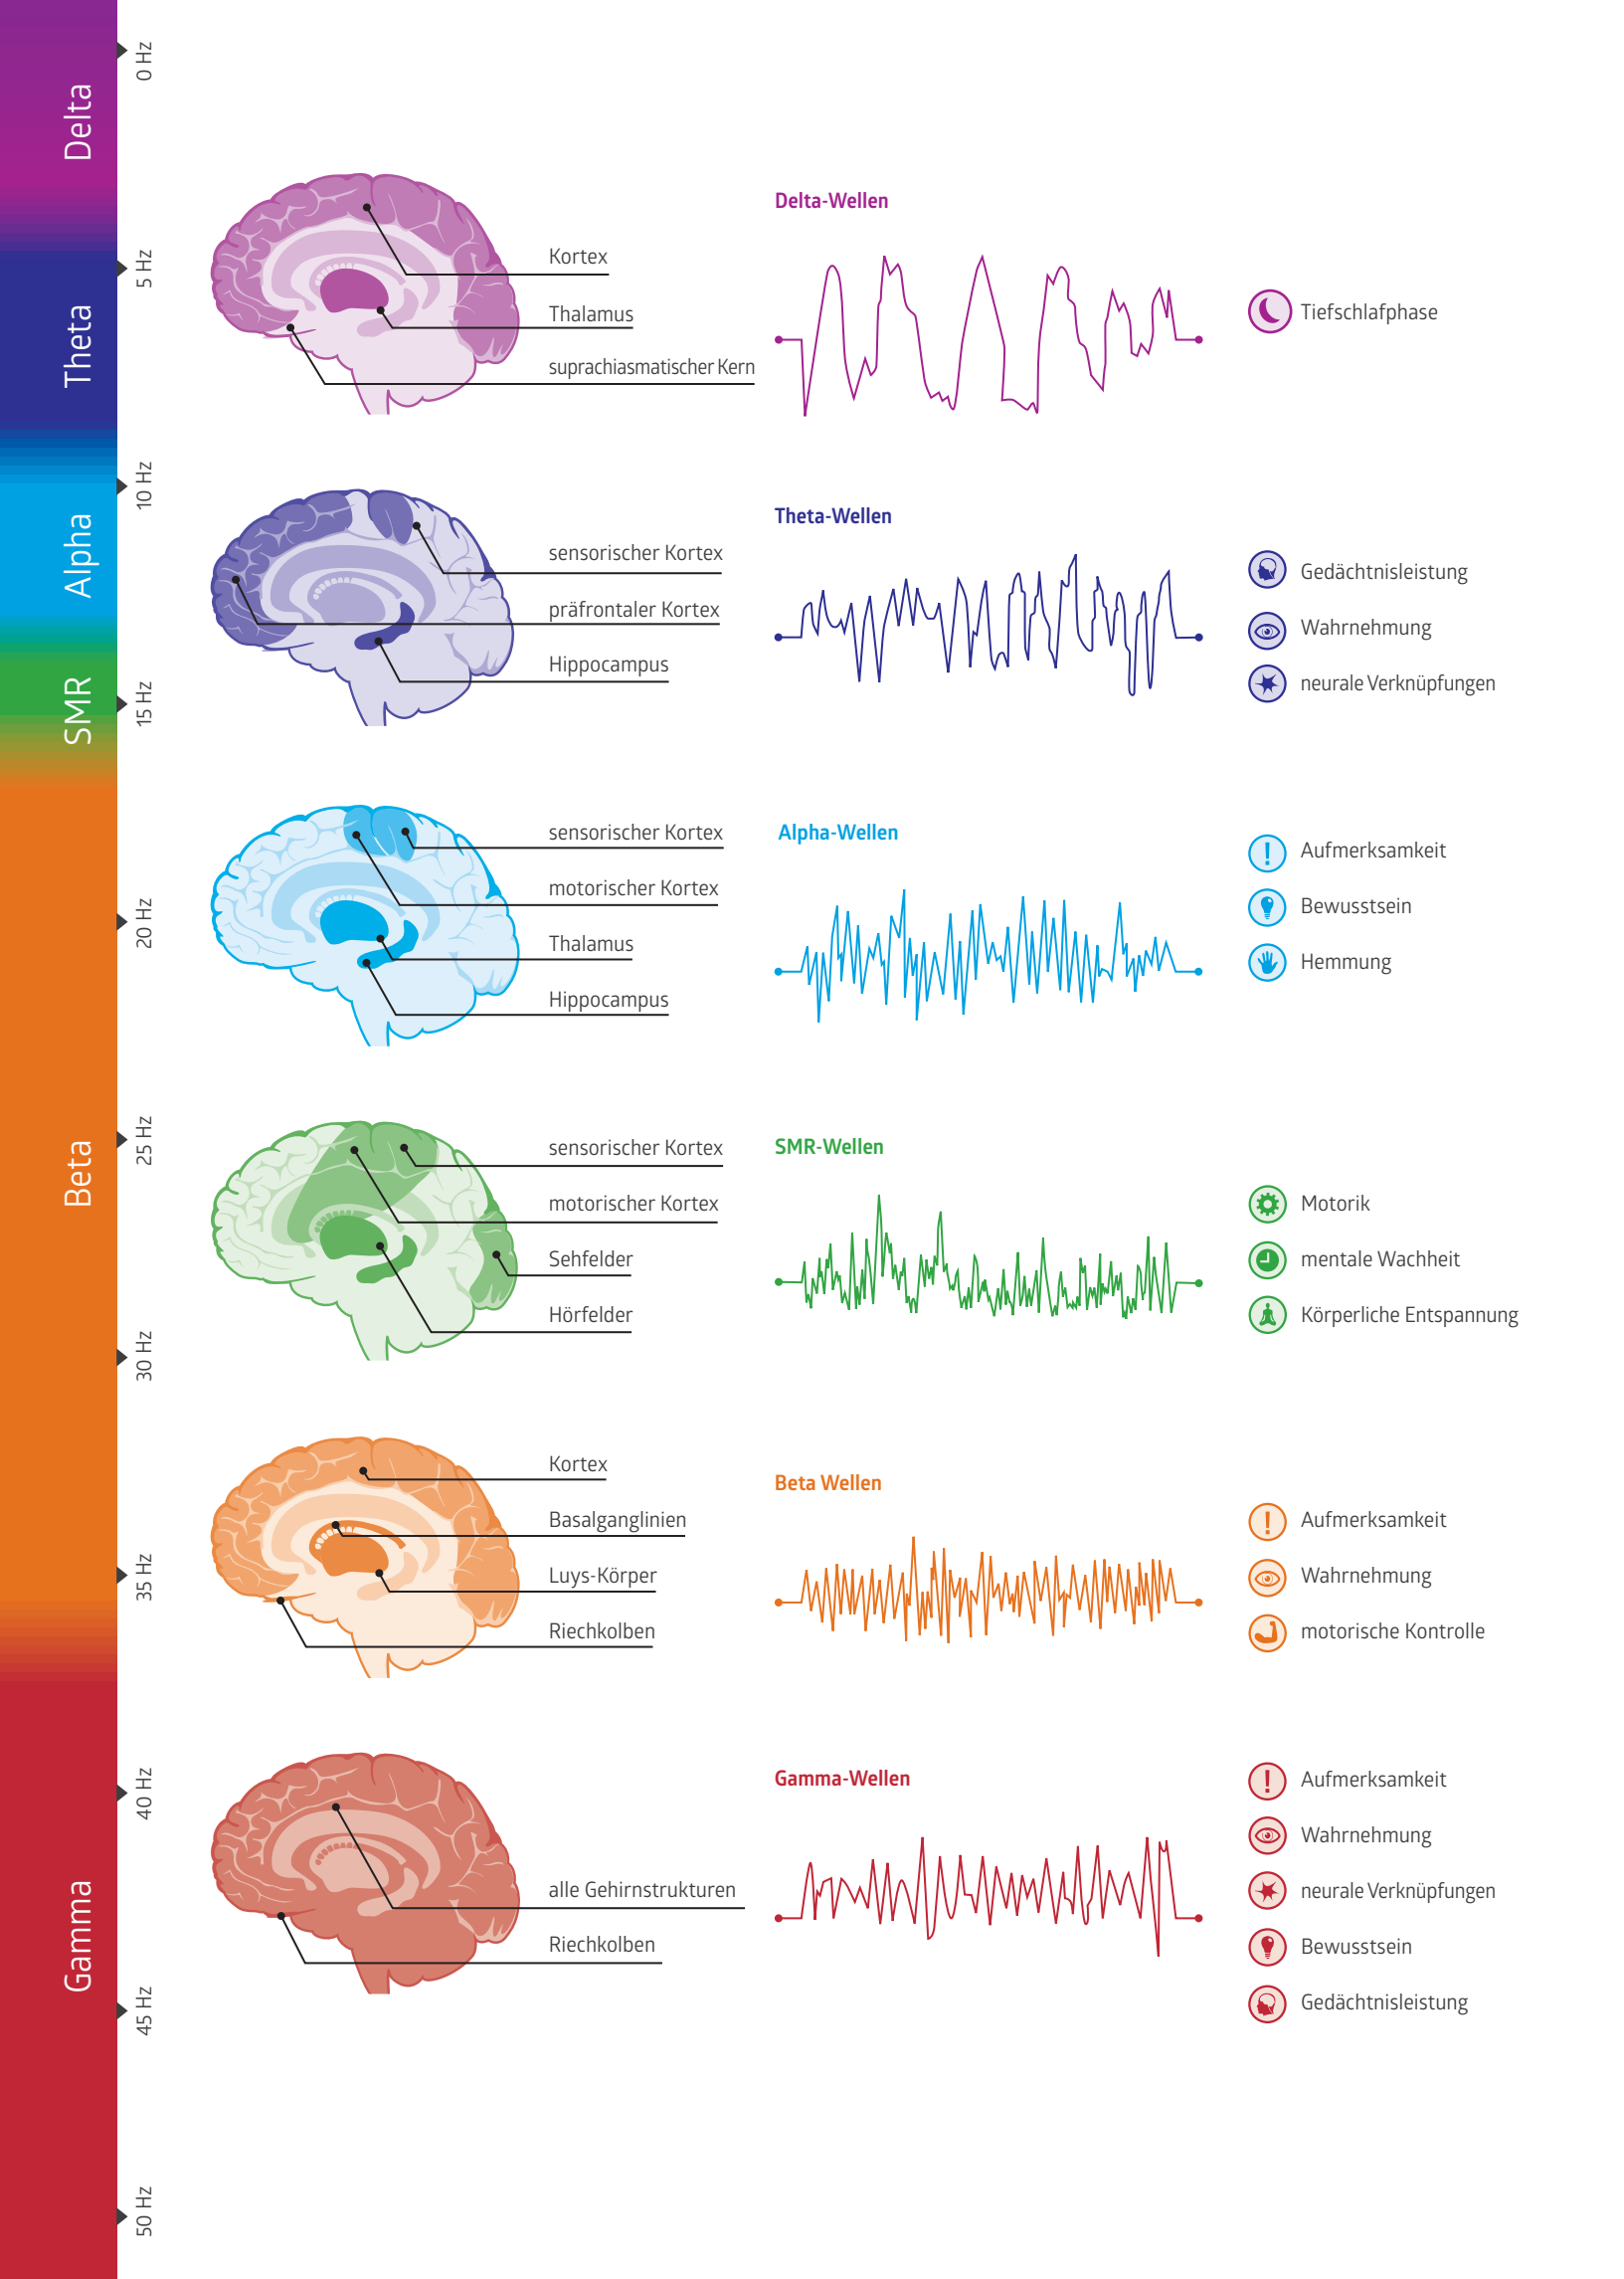 Delta
Theta
Alpha
SMR
Beta
Gamma
0 Hz
5 Hz
10 Hz
15 Hz
20 Hz
25 Hz
30 Hz
35 Hz
40 Hz
45 Hz
50 Hz
Kortex
Thalamus
suprachiasmatischer Kern
Delta-Wellen
Tiefschlafphase
sensorischer Kortex
präfrontaler Kortex
Hippocampus
Theta-Wellen
Gedächtnisleistung
Wahrnehmung
neurale Verknüpfungen
sensorischer Kortex
motorischer Kortex
Thalamus
Hippocampus
Alpha-Wellen
Aufmerksamkeit
Bewusstsein
Hemmung
sensorischer Kortex
motorischer Kortex
Sehfelder
Hörfelder
SMR-Wellen
Motorik
mentale Wachheit
Körperliche Entspannung
Kortex
Basalganglinien
Luys-Körper
Riechkolben
Beta Wellen
Aufmerksamkeit
Wahrnehmung
motorische Kontrolle
alle Gehirnstrukturen
Riechkolben
Gamma-Wellen
Aufmerksamkeit
Wahrnehmung
neurale Verknüpfungen
Bewusstsein
Gedächtnisleistung